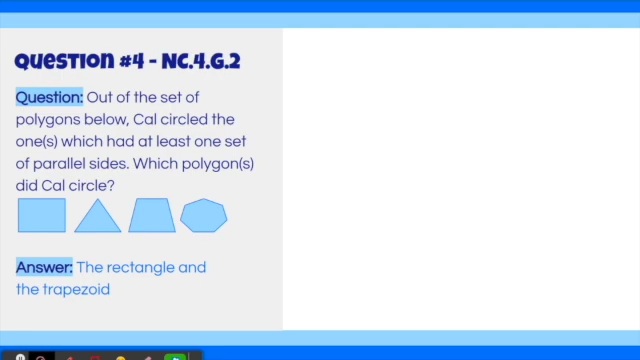 Question #4 - NC.4.G.2
Question: Out of the set of
polygons below, Cal circled the
one(s) which had at least one set
of parallel sides. Which polygon(s)
did Cal circle?
Answer: The rectangle and
the trapezoid